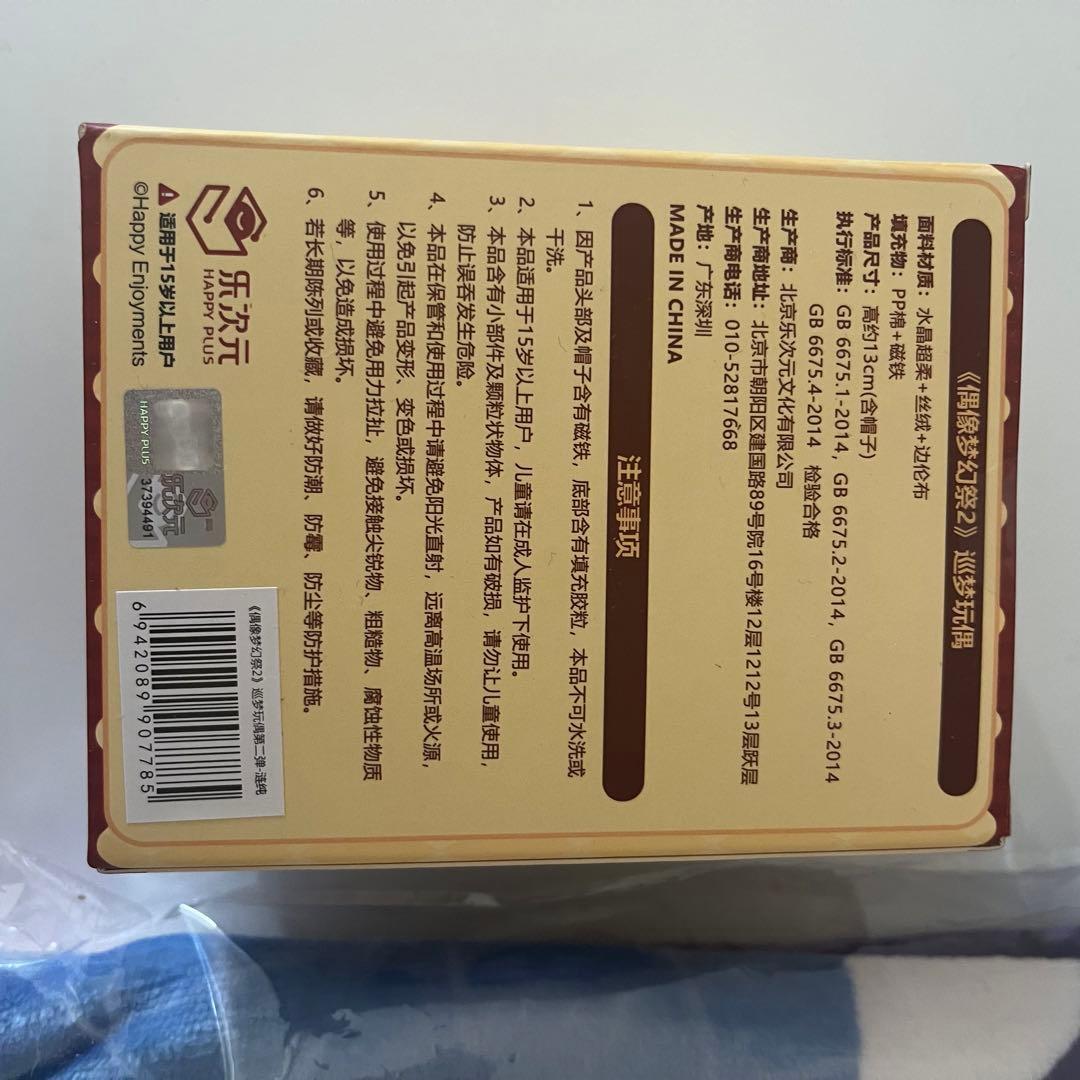 《偶像梦幻祭2》巡梦玩偶
面料材质：水晶超柔+丝绒+边伦布
填充物：PP棉+磁铁
产品尺寸：高约13cm(含帽子)
执行标准：GB 6675.1-2014，GB 6675.2-2014，GB 6675.3-2014
GB 6675.4-2014 检验合格
生产商：北京乐次元文化有限公司
生产商地址：北京市朝阳区建国路89号院16号楼12层1212号13层跃层
生产商电话：010-52817668
产地：广东深圳
MADE IN CHINA
注意事项
1、因产品头部及帽子含有磁铁，底部含有填充胶粒，本品不可水洗或
干洗。
2、本品适用于15岁以上用户，儿童请在成人监护下使用。
3、本品含有小部件及颗粒状物体，产品如有破损，请勿让儿童使用，
防止误吞发生危险。
4、本品在保管和使用过程中请避免阳光直射，远离高温场所或火源，
以免引起产品变形、变色或损坏。
5、使用过程中避免用力拉扯，避免接触尖锐物、粗糙物、腐蚀性物质
等，以免造成损坏。
6、若长期陈列或收藏，请做好防潮、防霉、防尘等防护措施。
乐次元
HAPPY PLUS
适用于15岁以上用户
©Happy Enjoyments
乐次元
HAPPY PLUS 37394491
《偶像梦幻祭2》巡梦玩偶第二弹-涟纯
6 942089 907785